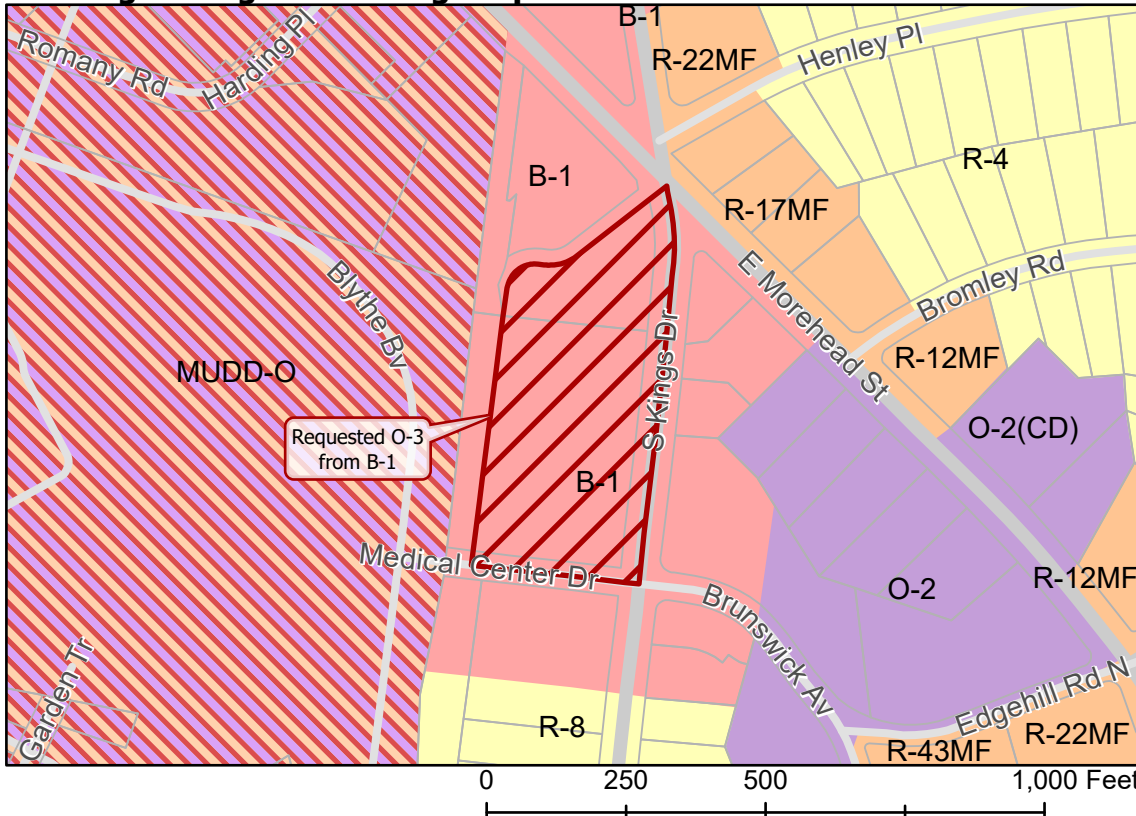 B-1
Romany Rd
Harding Pl
R-22MF
Henley Pl
R-4
B-1
R-17MF
E Morehead St
Bromley Rd
Blythe Bv
S Kings Dr
R-12MF
MUDD-O
O-2(CD)
Requested O-3
from B-1
B-1
Medical Center Dr
R-12MF
O-2
Brunswick Av
Garden Tr
Edgehill Rd N
R-8
R-43MF
R-22MF
0 250 500 1,000 Feet